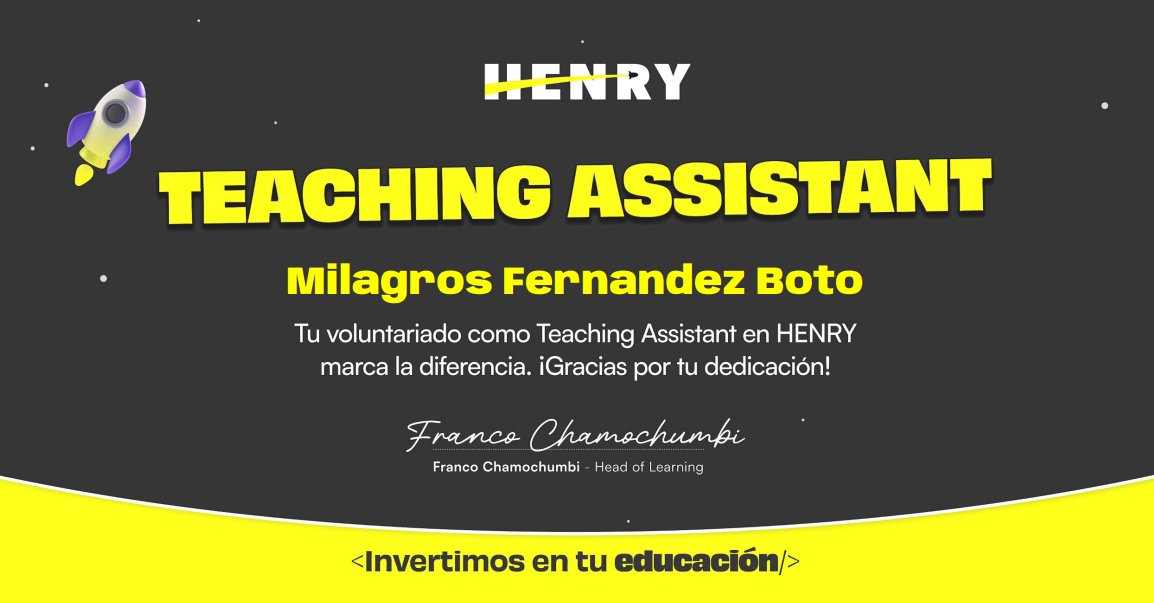 HENRY
TEACHING ASSISTANT
Milagros Fernandez Boto
Tu voluntariado como Teaching Assistant en HENRY
marca la diferencia. ¡Gracias por tu dedicación!
Franco Chamochumbi
Franco Chamochumbi - Head of Learning
<Invertimos en tu educación/>